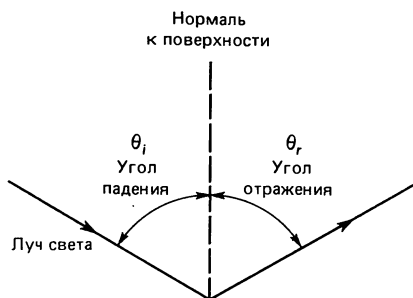 Нормаль
к поверхности
θi
Угол
падения
θr
Угол
отражения
Луч света